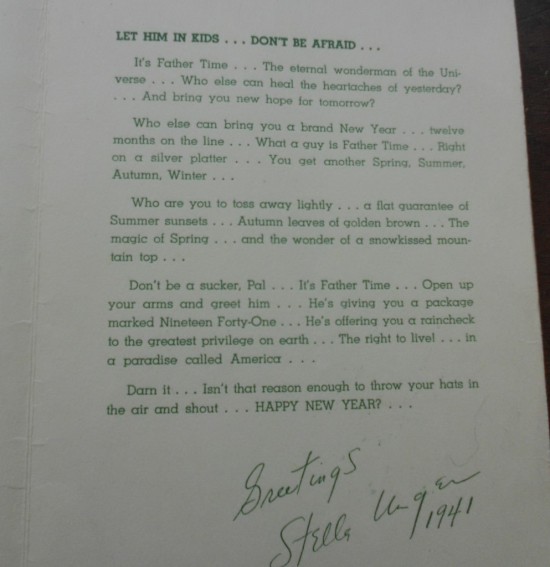 LET HIM IN KIDS . . . DON'T BE AFRAID . . .
It's Father Time . . . The eternal wonderman of the Uni-
verse . . . Who else can heal the heartaches of yesterday?
. . . And bring you new hope for tomorrow?
Who else can bring you a brand New Year . . . twelve
months on the line . . . What a guy is Father Time . . . Right
on a silver platter . . . You get another Spring, Summer,
Autumn, Winter . . .
Who are you to toss away lightly . . . a flat guarantee of
Summer sunsets . . . Autumn leaves of golden brown . . . The
magic of Spring . . . and the wonder of a snowkissed moun-
tain top . . .
Don't be a sucker, Pal . . . It's Father Time . . . Open up
your arms and greet him . . . He's giving you a package
marked Nineteen Forty-One . . . He's offering you a raincheck
to the greatest privilege on earth . . . The right to live! . . . in
a paradise called America . . .
Darn it . . . Isn't that reason enough to throw your hats in
the air and shout . . . HAPPY NEW YEAR? . . .
Greetings
Stella Unger
1941